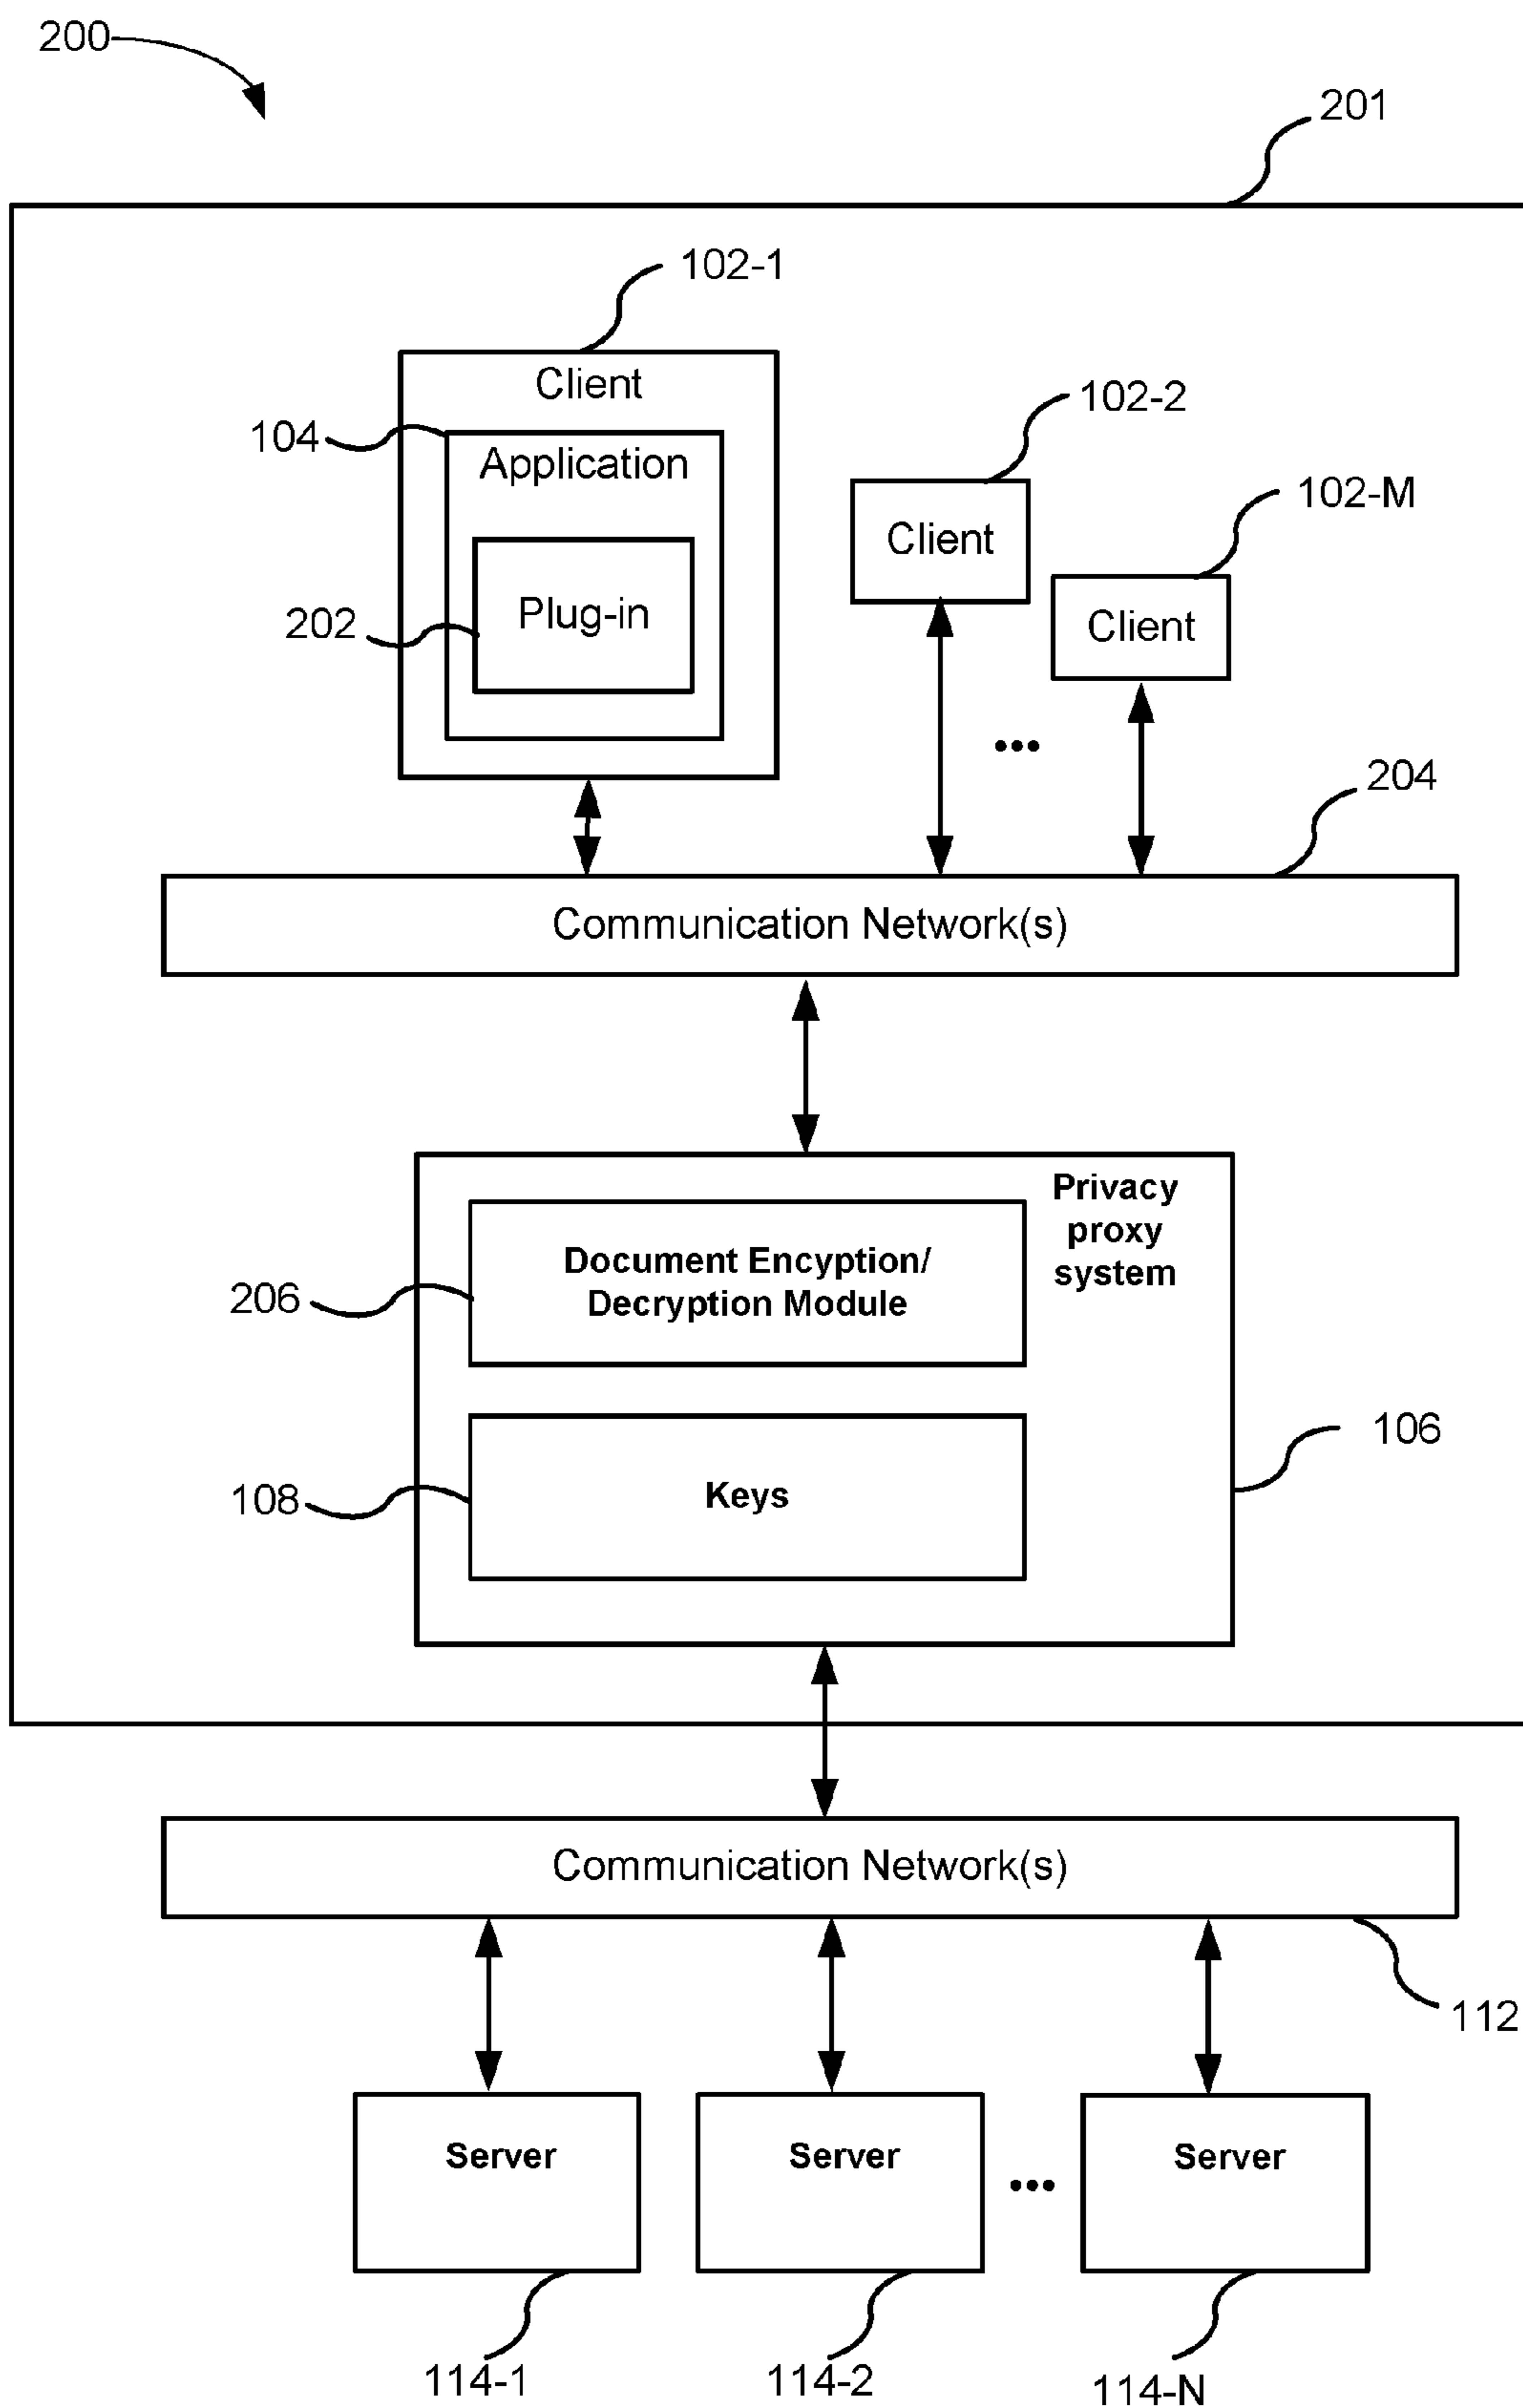 200
201
102-1
Client
104
Application
102-2
Client
102-M
Client
202
Plug-in
...
204
Communication Network(s)
Privacy
proxy
system
Document Encyption/
Decryption Module
206
106
108
Keys
Communication Network(s)
112
Server
Server
...
Server
114-1
114-2
114-N